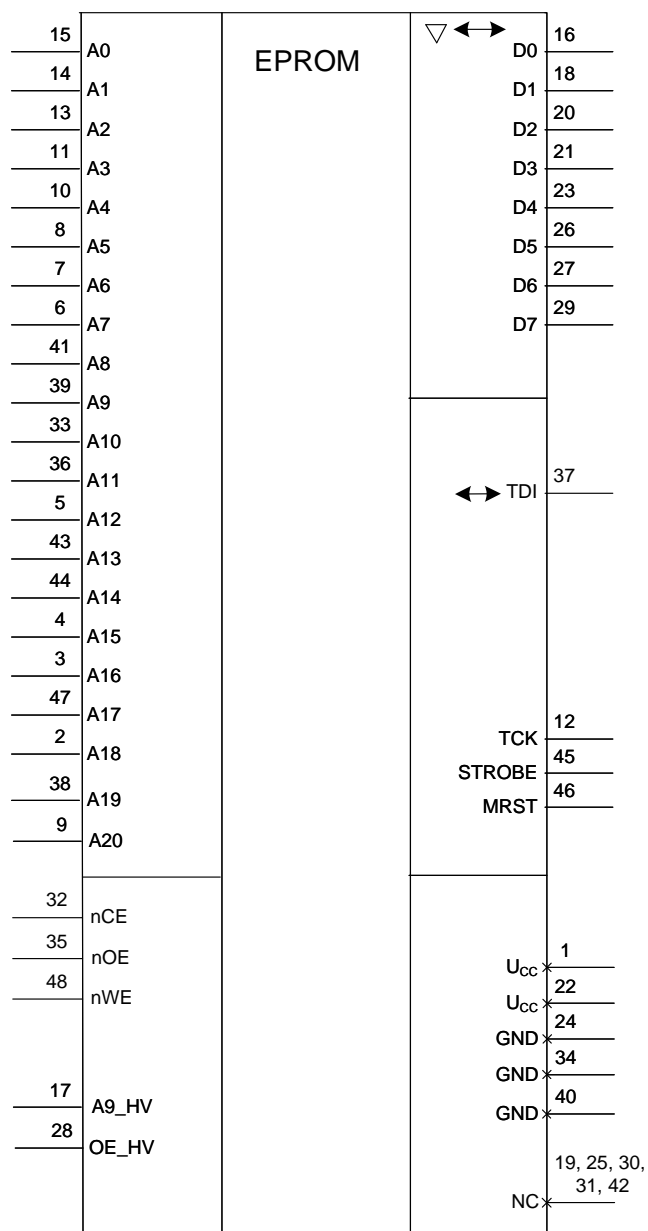 EPROM
15 A0
14 A1
13 A2
11 A3
10 A4
8 A5
7 A6
6 A7
41 A8
39 A9
33 A10
36 A11
5 A12
43 A13
44 A14
4 A15
3 A16
47 A17
2 A18
38 A19
9 A20
32 nCE
35 nOE
48 nWE
17 A9_HV
28 OE_HV
D0 16
D1 18
D2 20
D3 21
D4 23
D5 26
D6 27
D7 29
TDI 37
TCK 12
STROBE 45
MRST 46
UCC 1
UCC 22
GND 24
GND 34
GND 40
19, 25, 30,
31, 42
NC